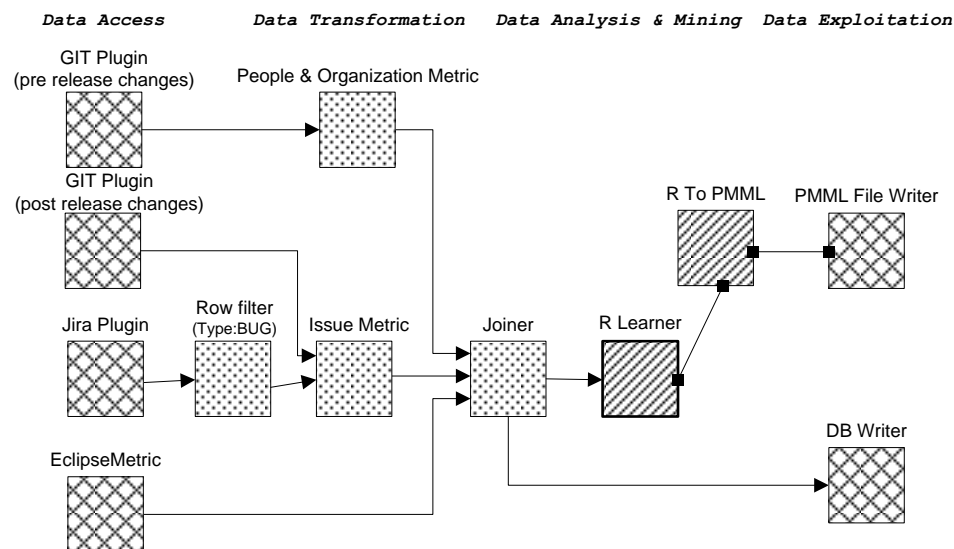 Data Access
Data Transformation
Data Analysis & Mining
Data Exploitation
GIT Plugin
(pre release changes)
People & Organization Metric
GIT Plugin
(post release changes)
R To PMML
PMML File Writer
Jira Plugin
Row filter
(Type:BUG)
Issue Metric
Joiner
R Learner
EclipseMetric
DB Writer